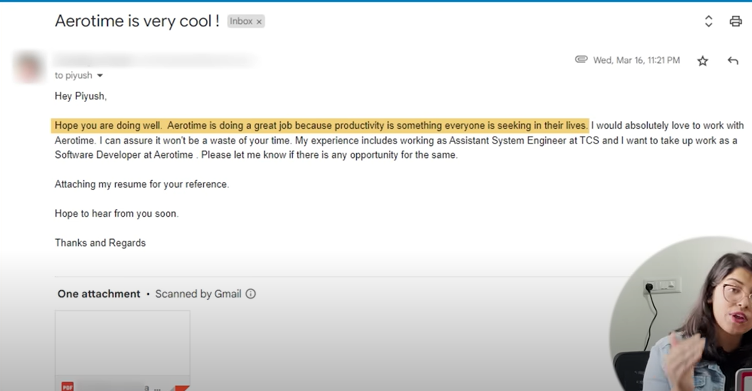 Aerotime is very cool !
Inbox ×
to piyush
Wed, Mar 16, 11:21 PM
Hey Piyush,
Hope you are doing well.  Aerotime is doing a great job because productivity is something everyone is seeking in their lives. I would absolutely love to work with
Aerotime. I can assure it won't be a waste of your time. My experience includes working as Assistant System Engineer at TCS and I want to take up work as a
Software Developer at Aerotime . Please let me know if there is any opportunity for the same.
Attaching my resume for your reference.
Hope to hear from you soon.
Thanks and Regards
One attachment • Scanned by Gmail
PDF